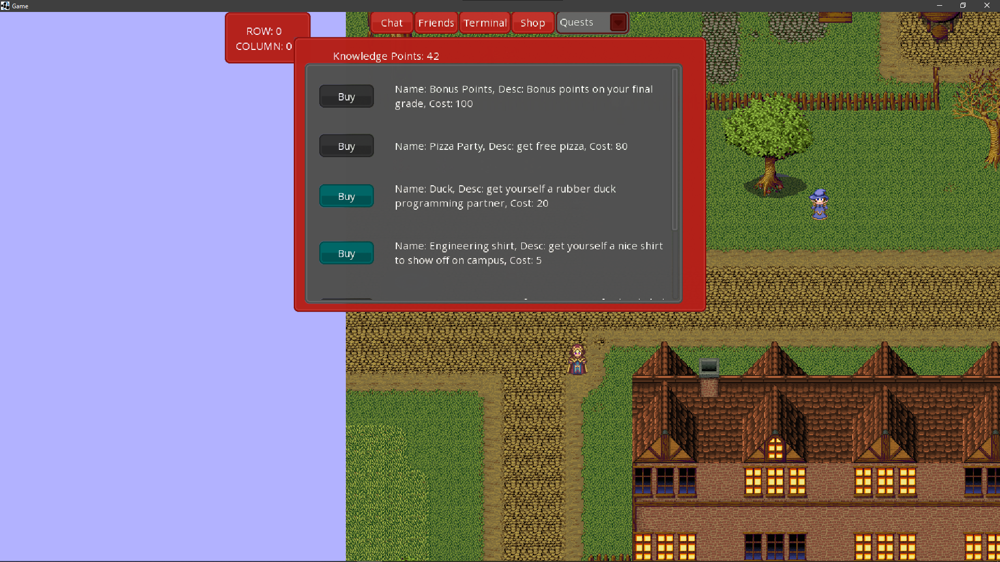 Game
ROW: 0
COLUMN: 0
Chat Friends Terminal Shop Quests
Knowledge Points: 42
Buy
Name: Bonus Points, Desc: Bonus points on your final
grade, Cost: 100
Buy
Name: Pizza Party, Desc: get free pizza, Cost: 80
Buy
Name: Duck, Desc: get yourself a rubber duck
programming partner, Cost: 20
Buy
Name: Engineering shirt, Desc: get yourself a nice shirt
to show off on campus, Cost: 5